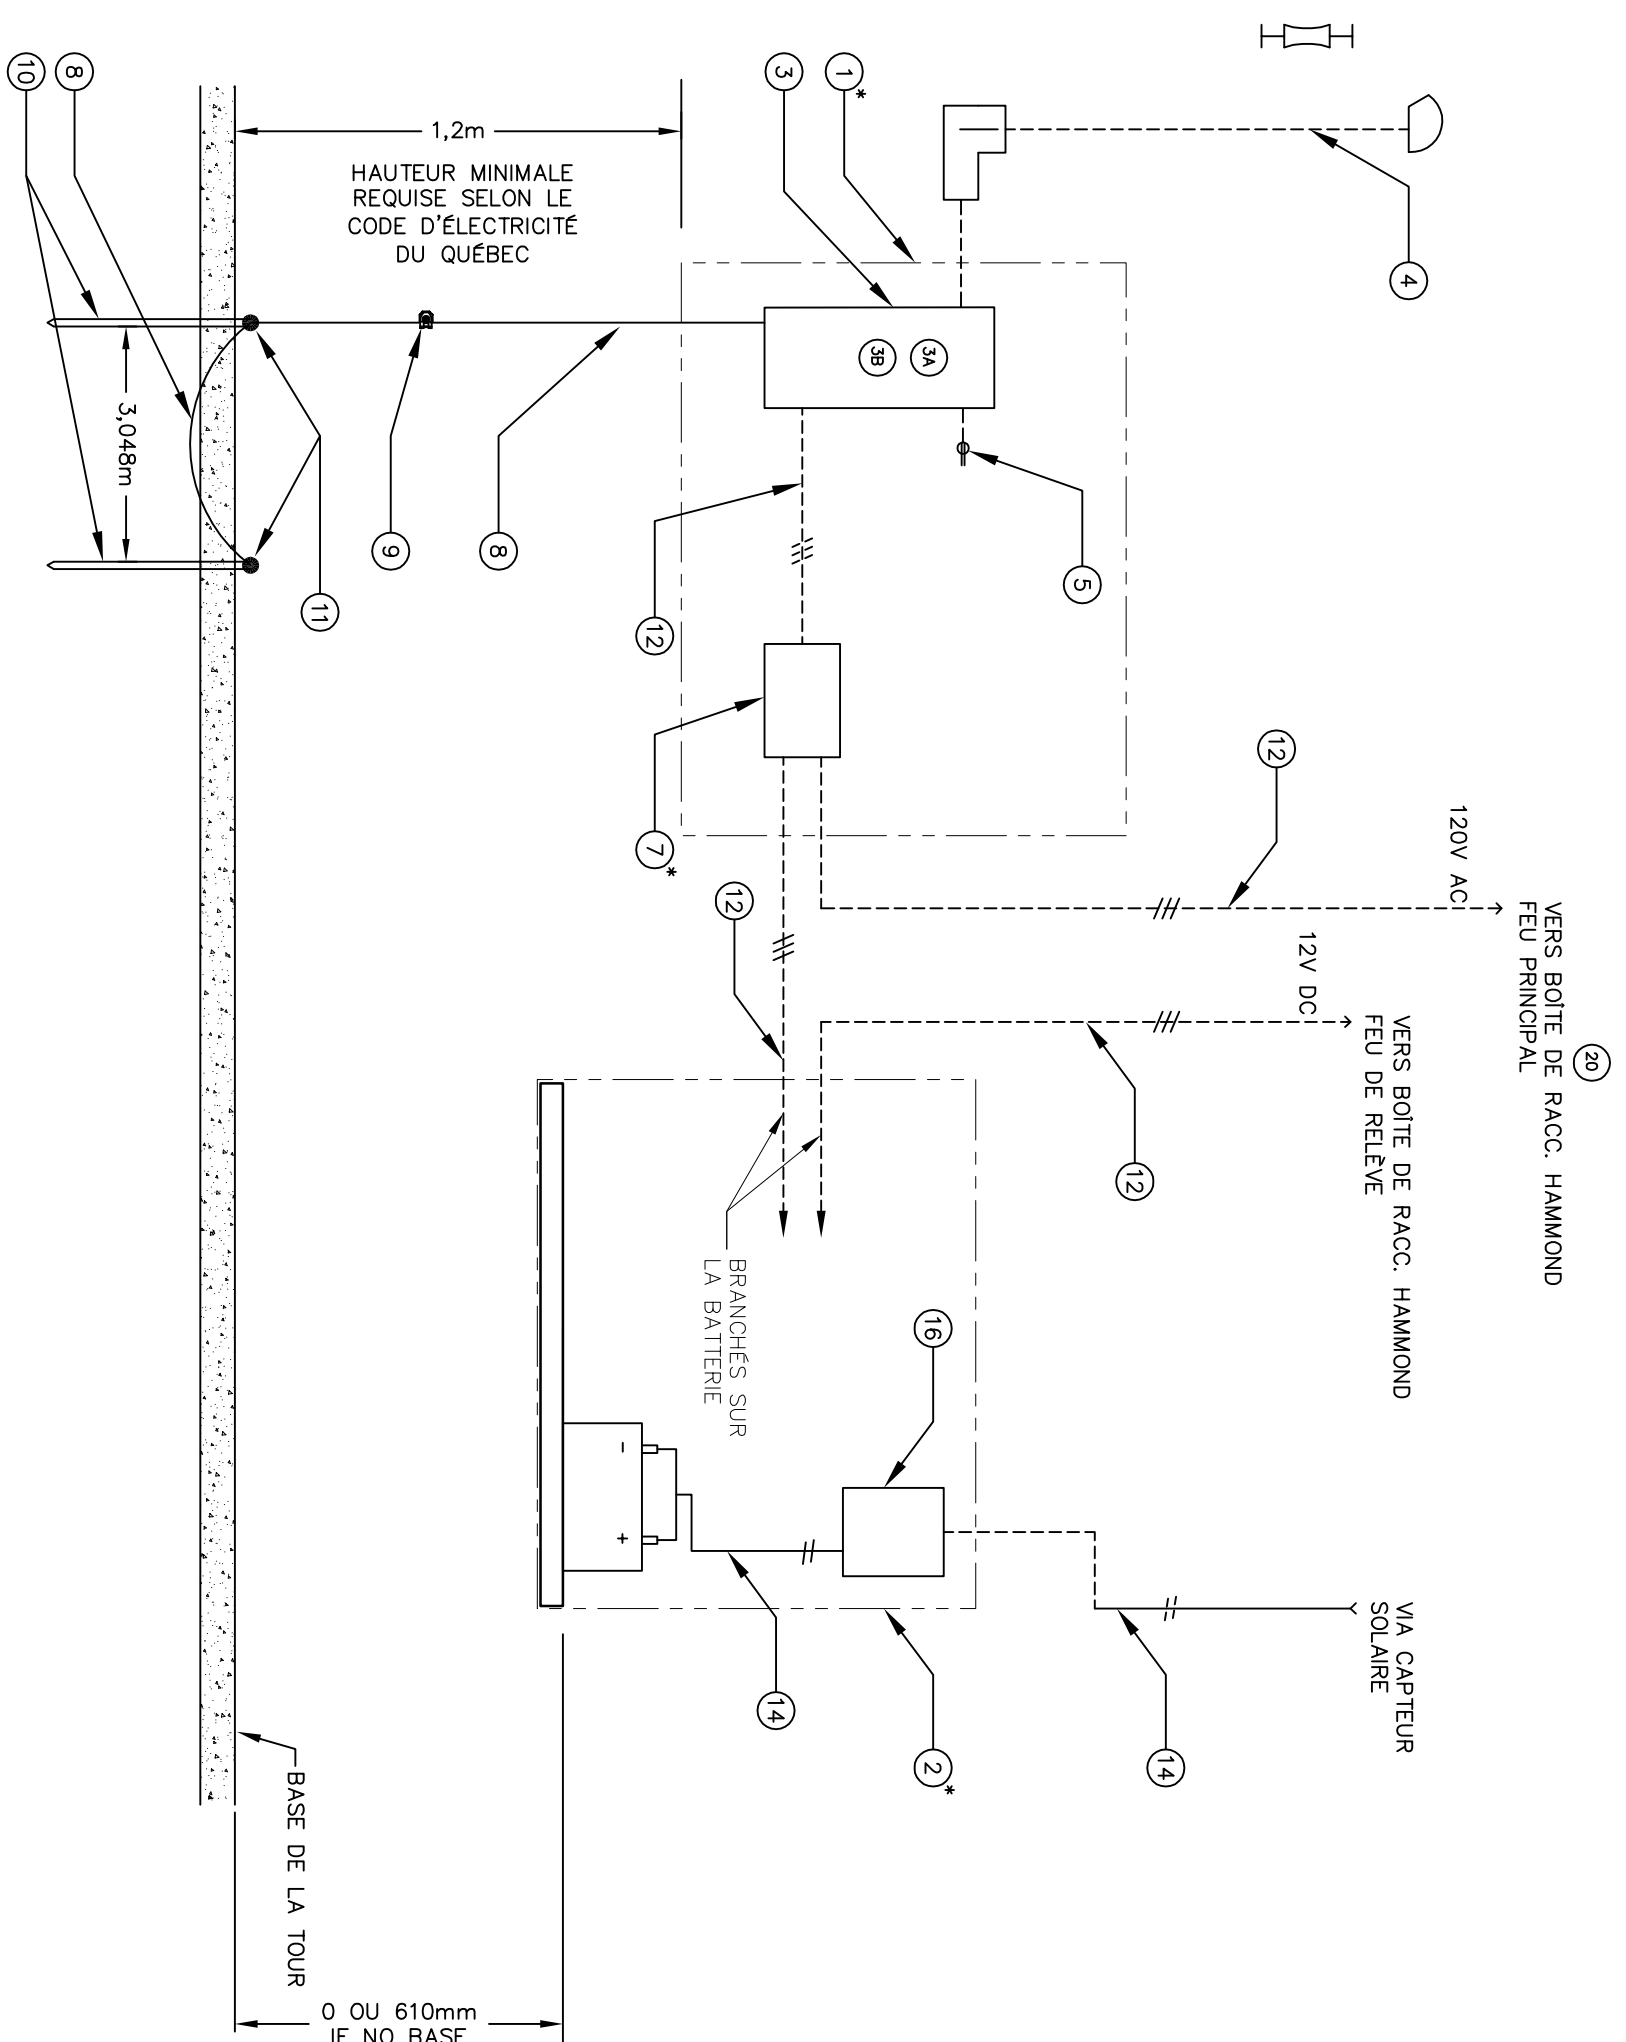 20
VERS BOÎTE DE RACC. HAMMOND
FEU PRINCIPAL
120V AC
VERS BOÎTE DE RACC. HAMMOND
FEU DE RELÈVE
12V DC
VIA CAPTEUR
SOLAIRE
4
12
12
14
5
1*
3
3A
3B
16
2*
BRANCHÉS SUR
LA BATTERIE
12
12
7*
14
-
+
1,2m
HAUTEUR MINIMALE
REQUISE SELON LE
CODE D'ÉLECTRICITÉ
DU QUÉBEC
8
9
11
8
10
3,048m
BASE DE LA TOUR
0 OU 610mm
IF NO BASE